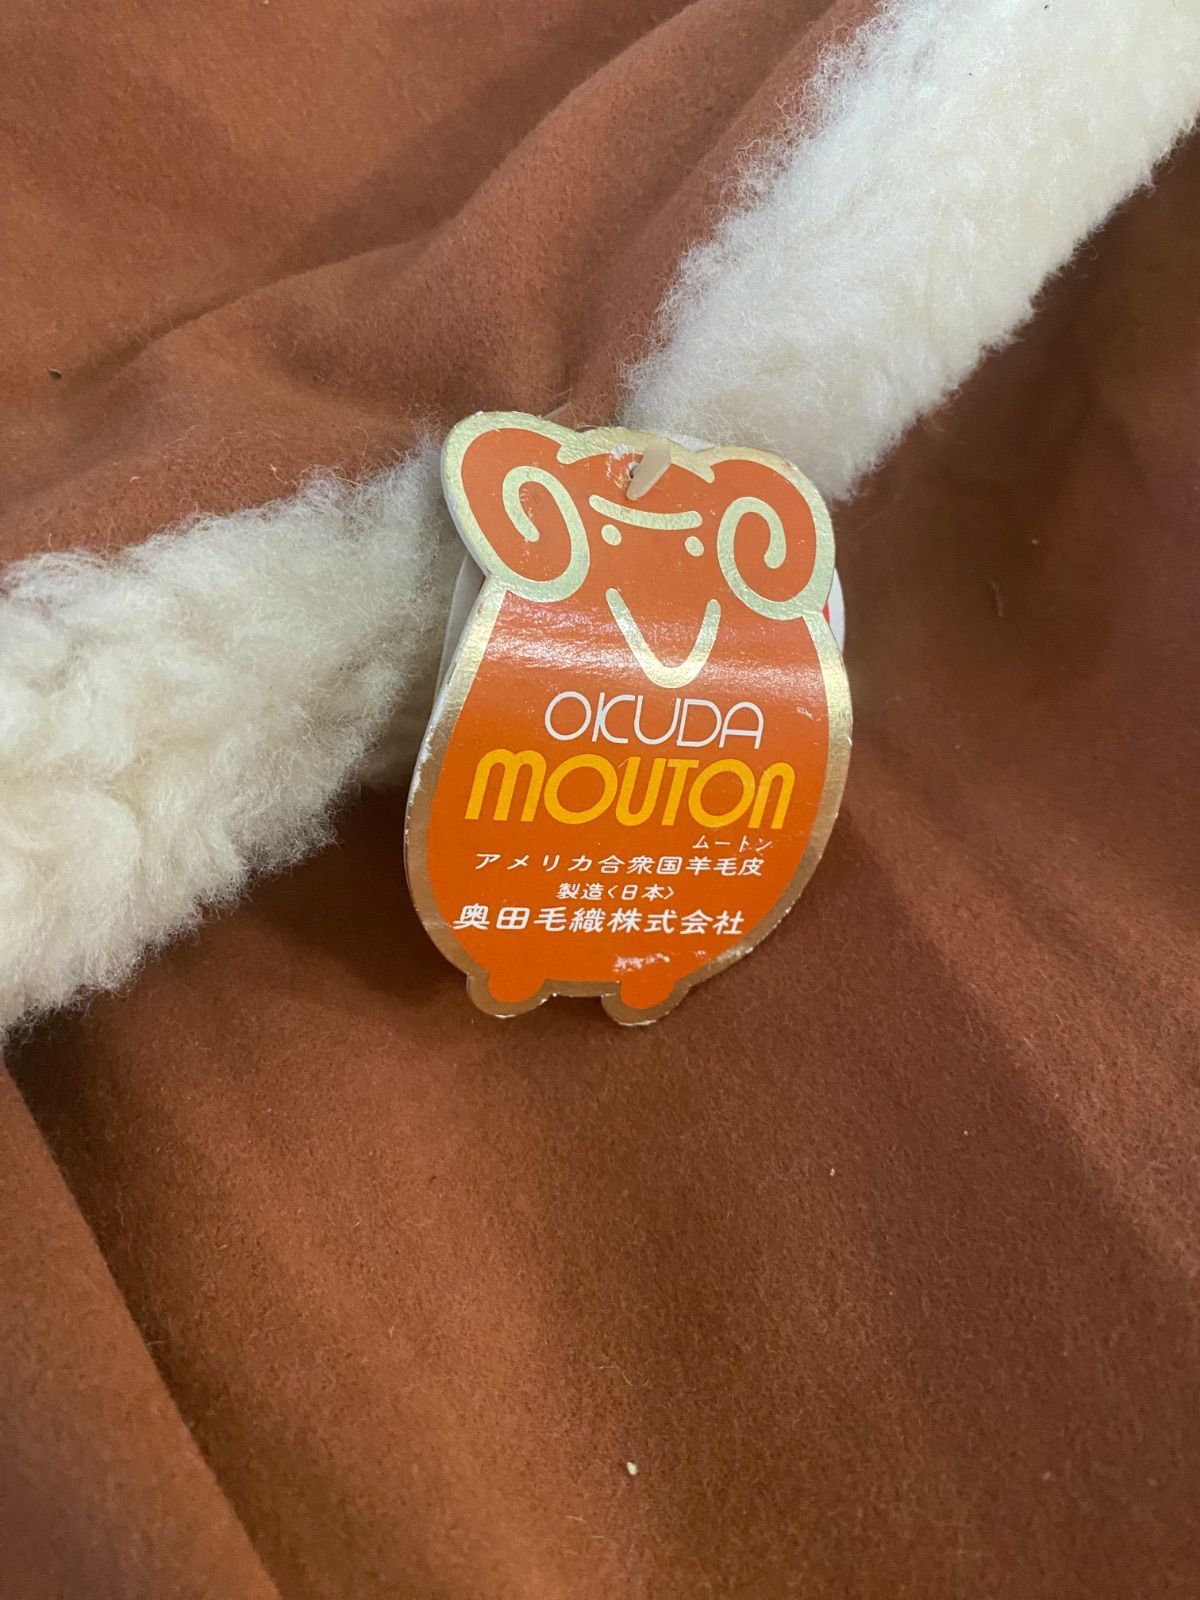 OKUDA
mouton
ムートン
アメリカ合衆国羊毛皮
製造〈日本〉
奥田毛織株式会社